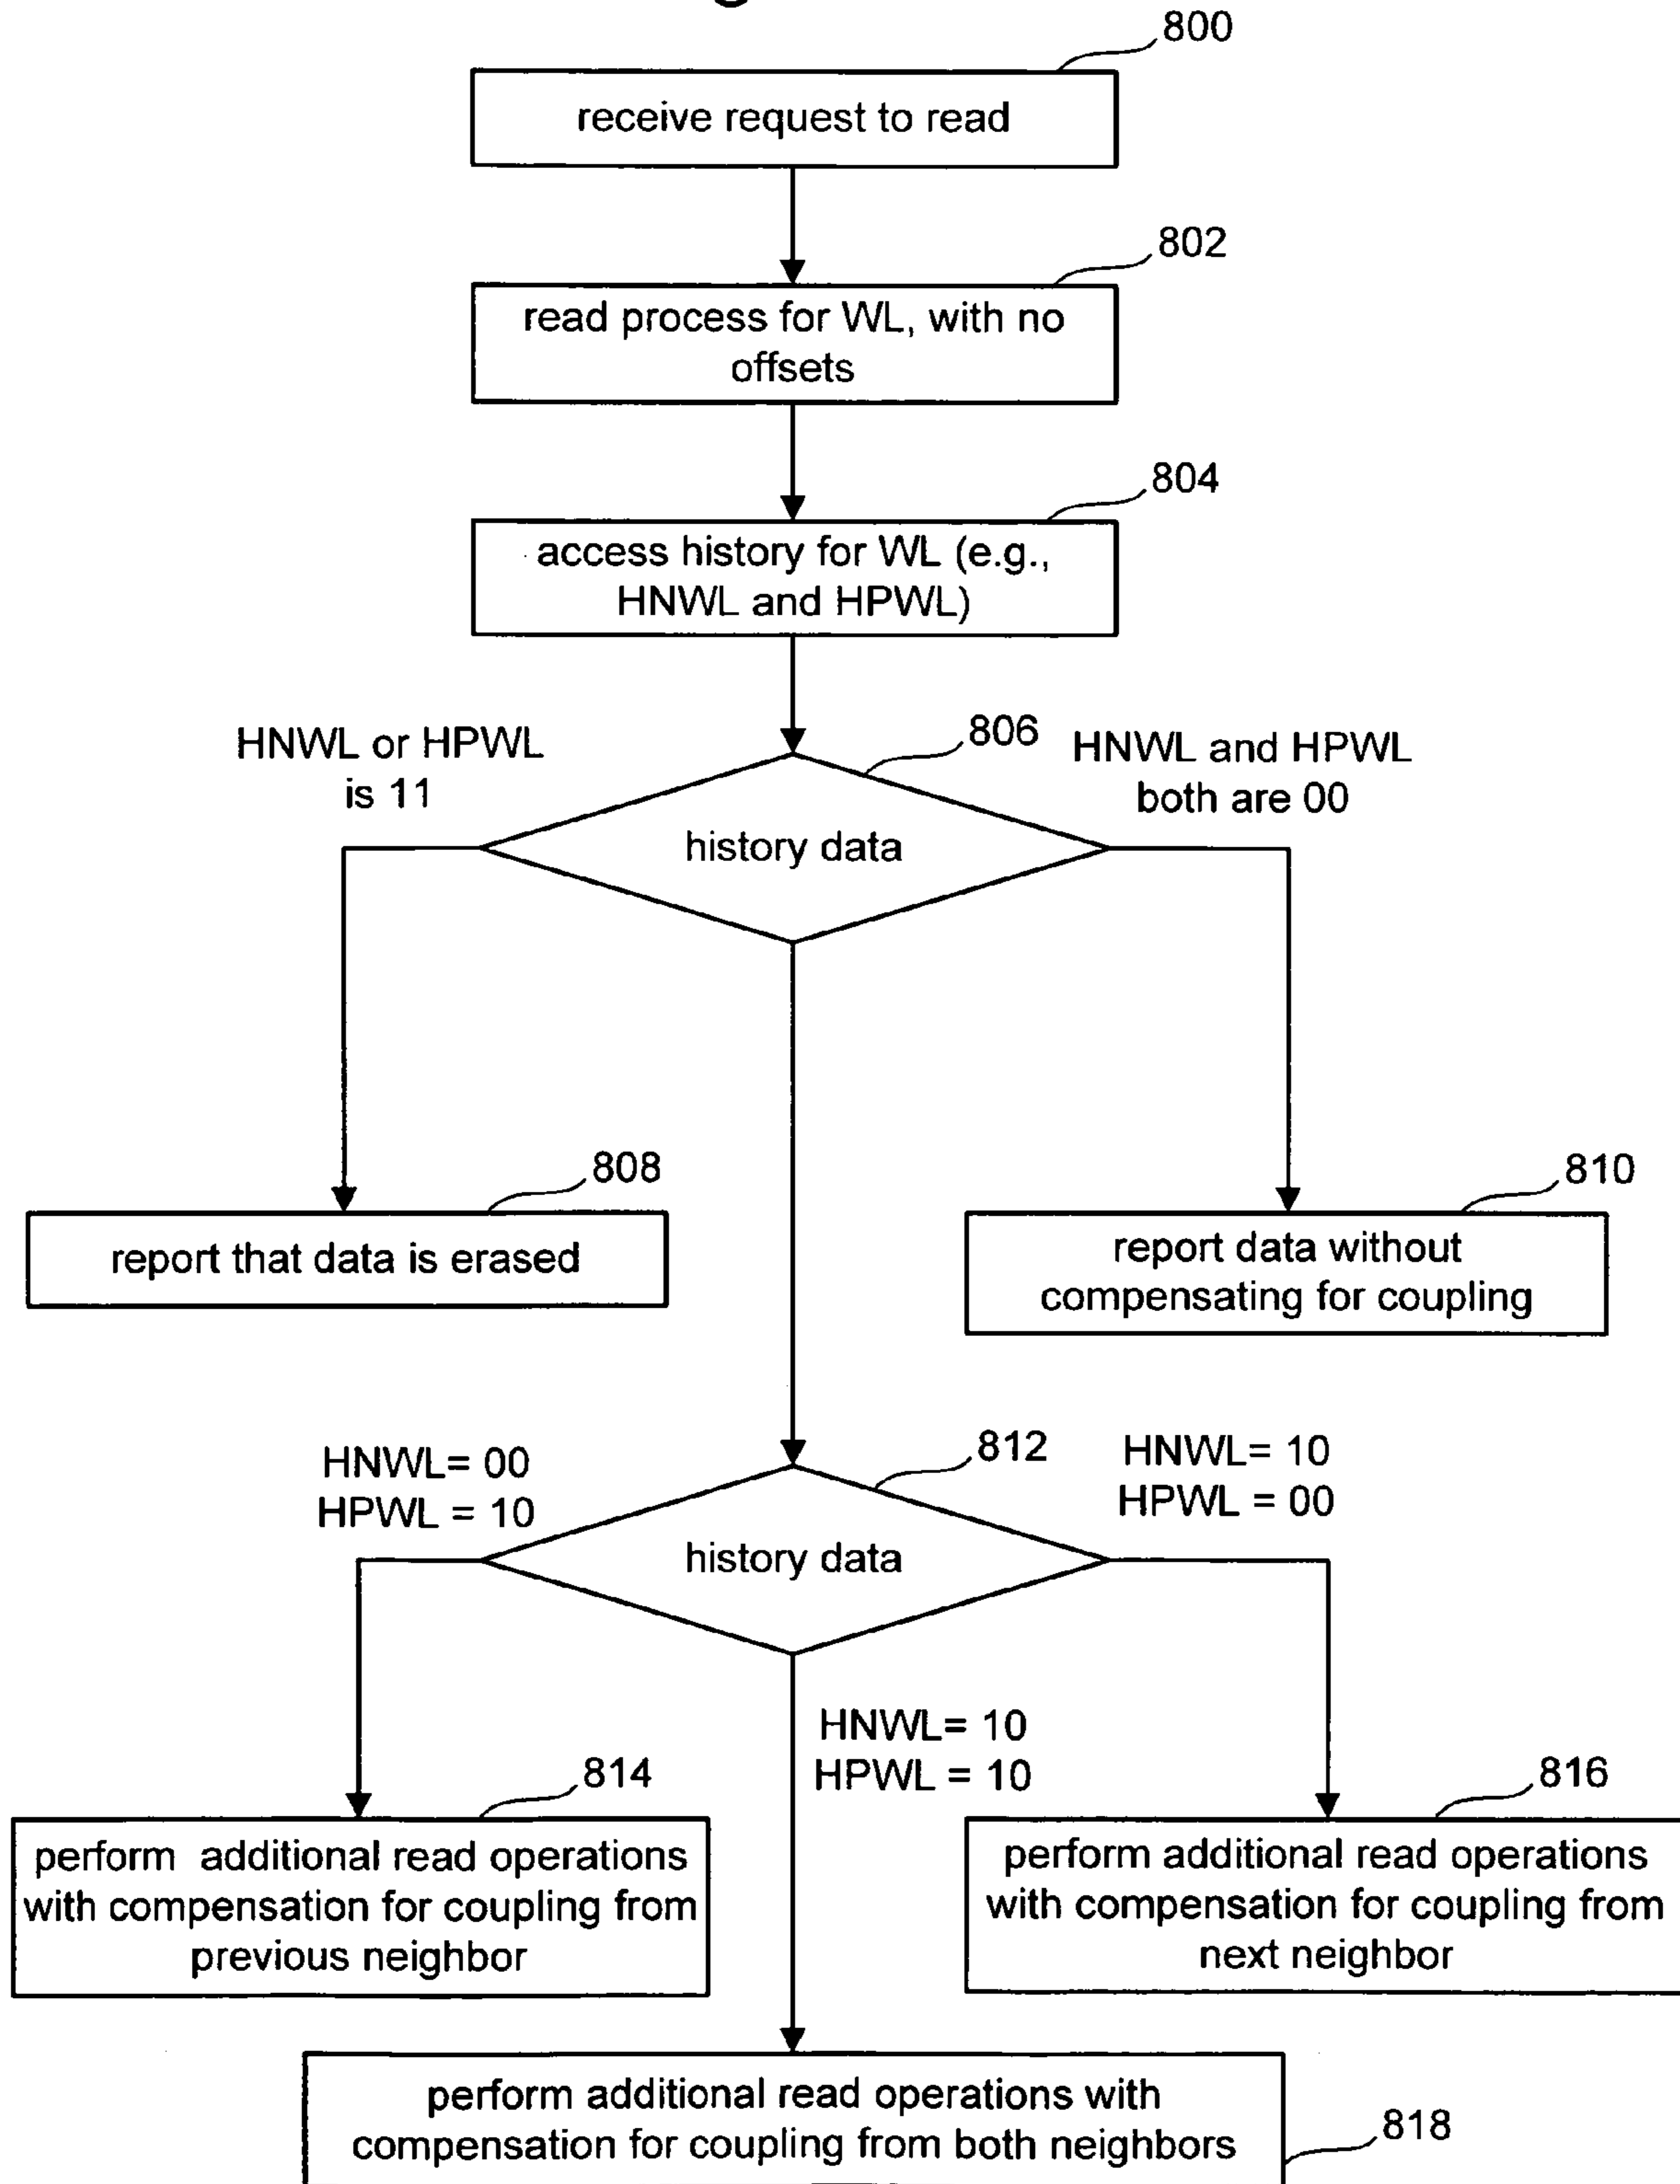 800
receive request to read
802
read process for WL, with no
offsets
804
access history for WL (e.g.,
HNWL and HPWL)
HNWL or HPWL
is 11
806
HNWL and HPWL
both are 00
history data
808
report that data is erased
810
report data without
compensating for coupling
HNWL= 00
HPWL = 10
812
HNWL= 10
HPWL = 00
history data
HNWL= 10
HPWL = 10
814
perform additional read operations
with compensation for coupling from
previous neighbor
816
perform additional read operations
with compensation for coupling from
next neighbor
perform additional read operations with
compensation for coupling from both neighbors
818